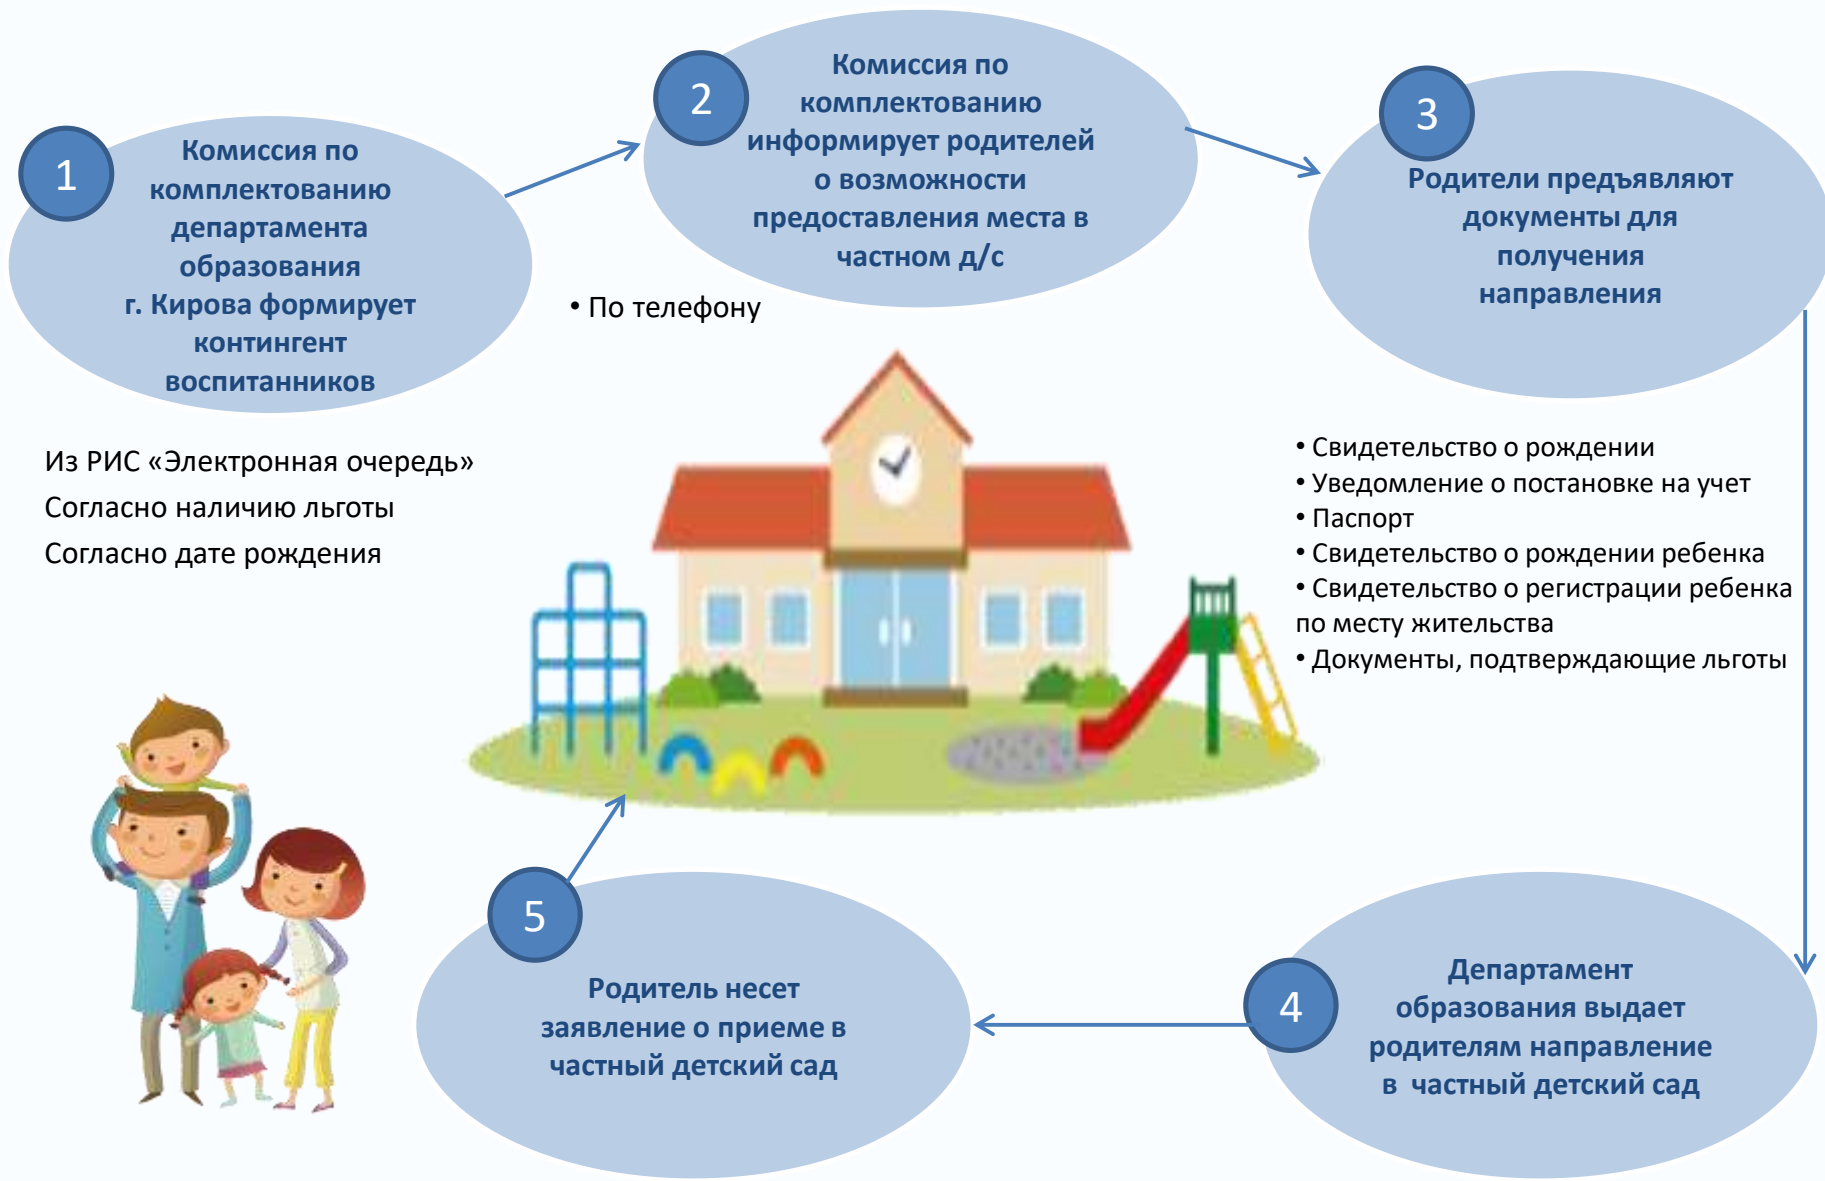 1
Комиссия по
комплектованию
департамента
образования
г. Кирова формирует
контингент
воспитанников
Из РИС «Электронная очередь»
Согласно наличию льготы
Согласно дате рождения
2
Комиссия по
комплектованию
информирует родителей
о возможности
предоставления места в
частном д/с
• По телефону
3
Родители предъявляют
документы для
получения
направления
• Свидетельство о рождении
• Уведомление о постановке на учет
• Паспорт
• Свидетельство о рождении ребенка
• Свидетельство о регистрации ребенка
по месту жительства
• Документы, подтверждающие льготы
4
Департамент
образования выдает
родителям направление
в частный детский сад
5
Родитель несет
заявление о приеме в
частный детский сад